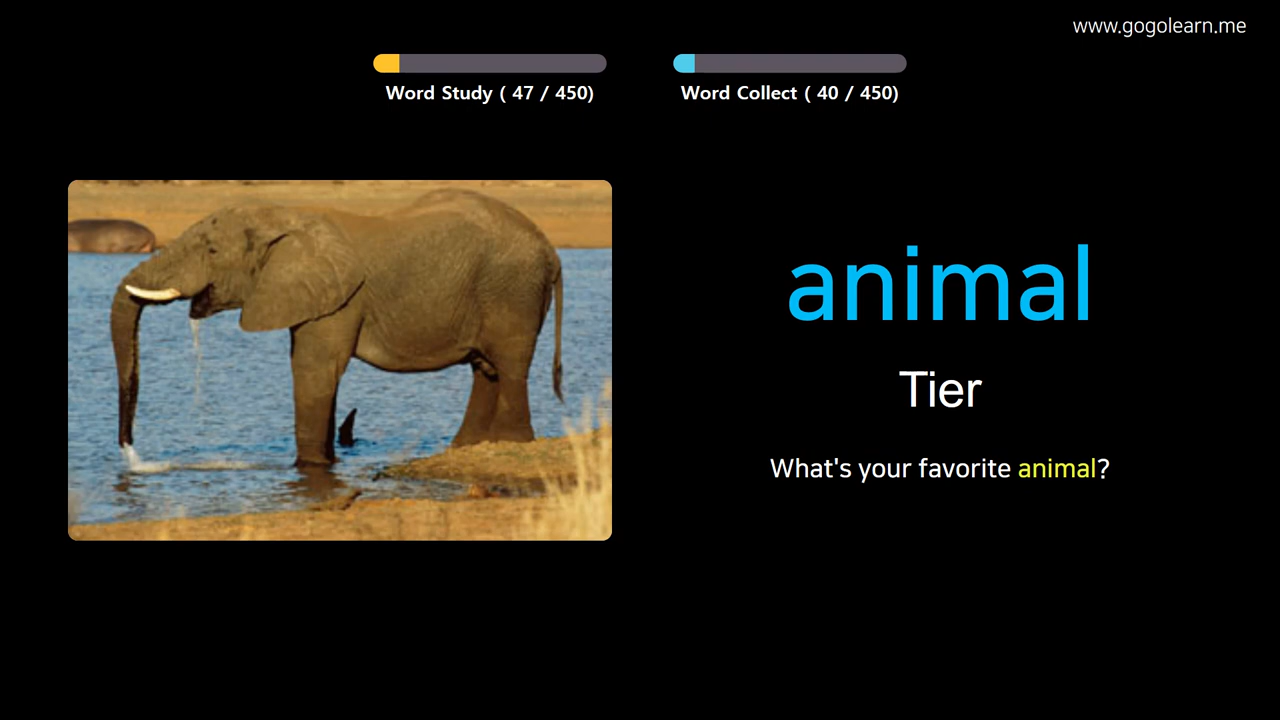 www.gogolearn.me
Word Study ( 47 / 450)
Word Collect ( 40 / 450)
animal
Tier
What's your favorite animal?